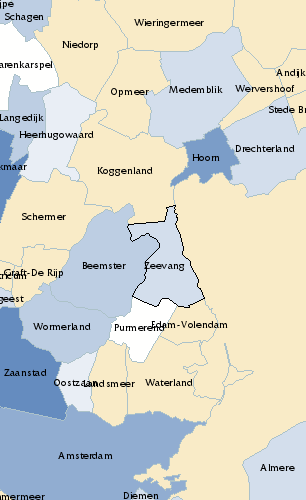 Schagen
Wieringermeer
Niedorp
arenkarspel
Andijk
Opmeer
Medemblik
Wervershoof
Stede Br
Langedijk
Heerhugowaard
Drechterland
Hoorn
kmaar
Koggenland
Schermer
Beemster
Zeevang
Graft-De Rijp
geest
Wormerland
Purmerend
Edam-Volendam
Zaanstad
Oostzaan
Landsmeer
Waterland
Amsterdam
Almere
Diemen
mermeer